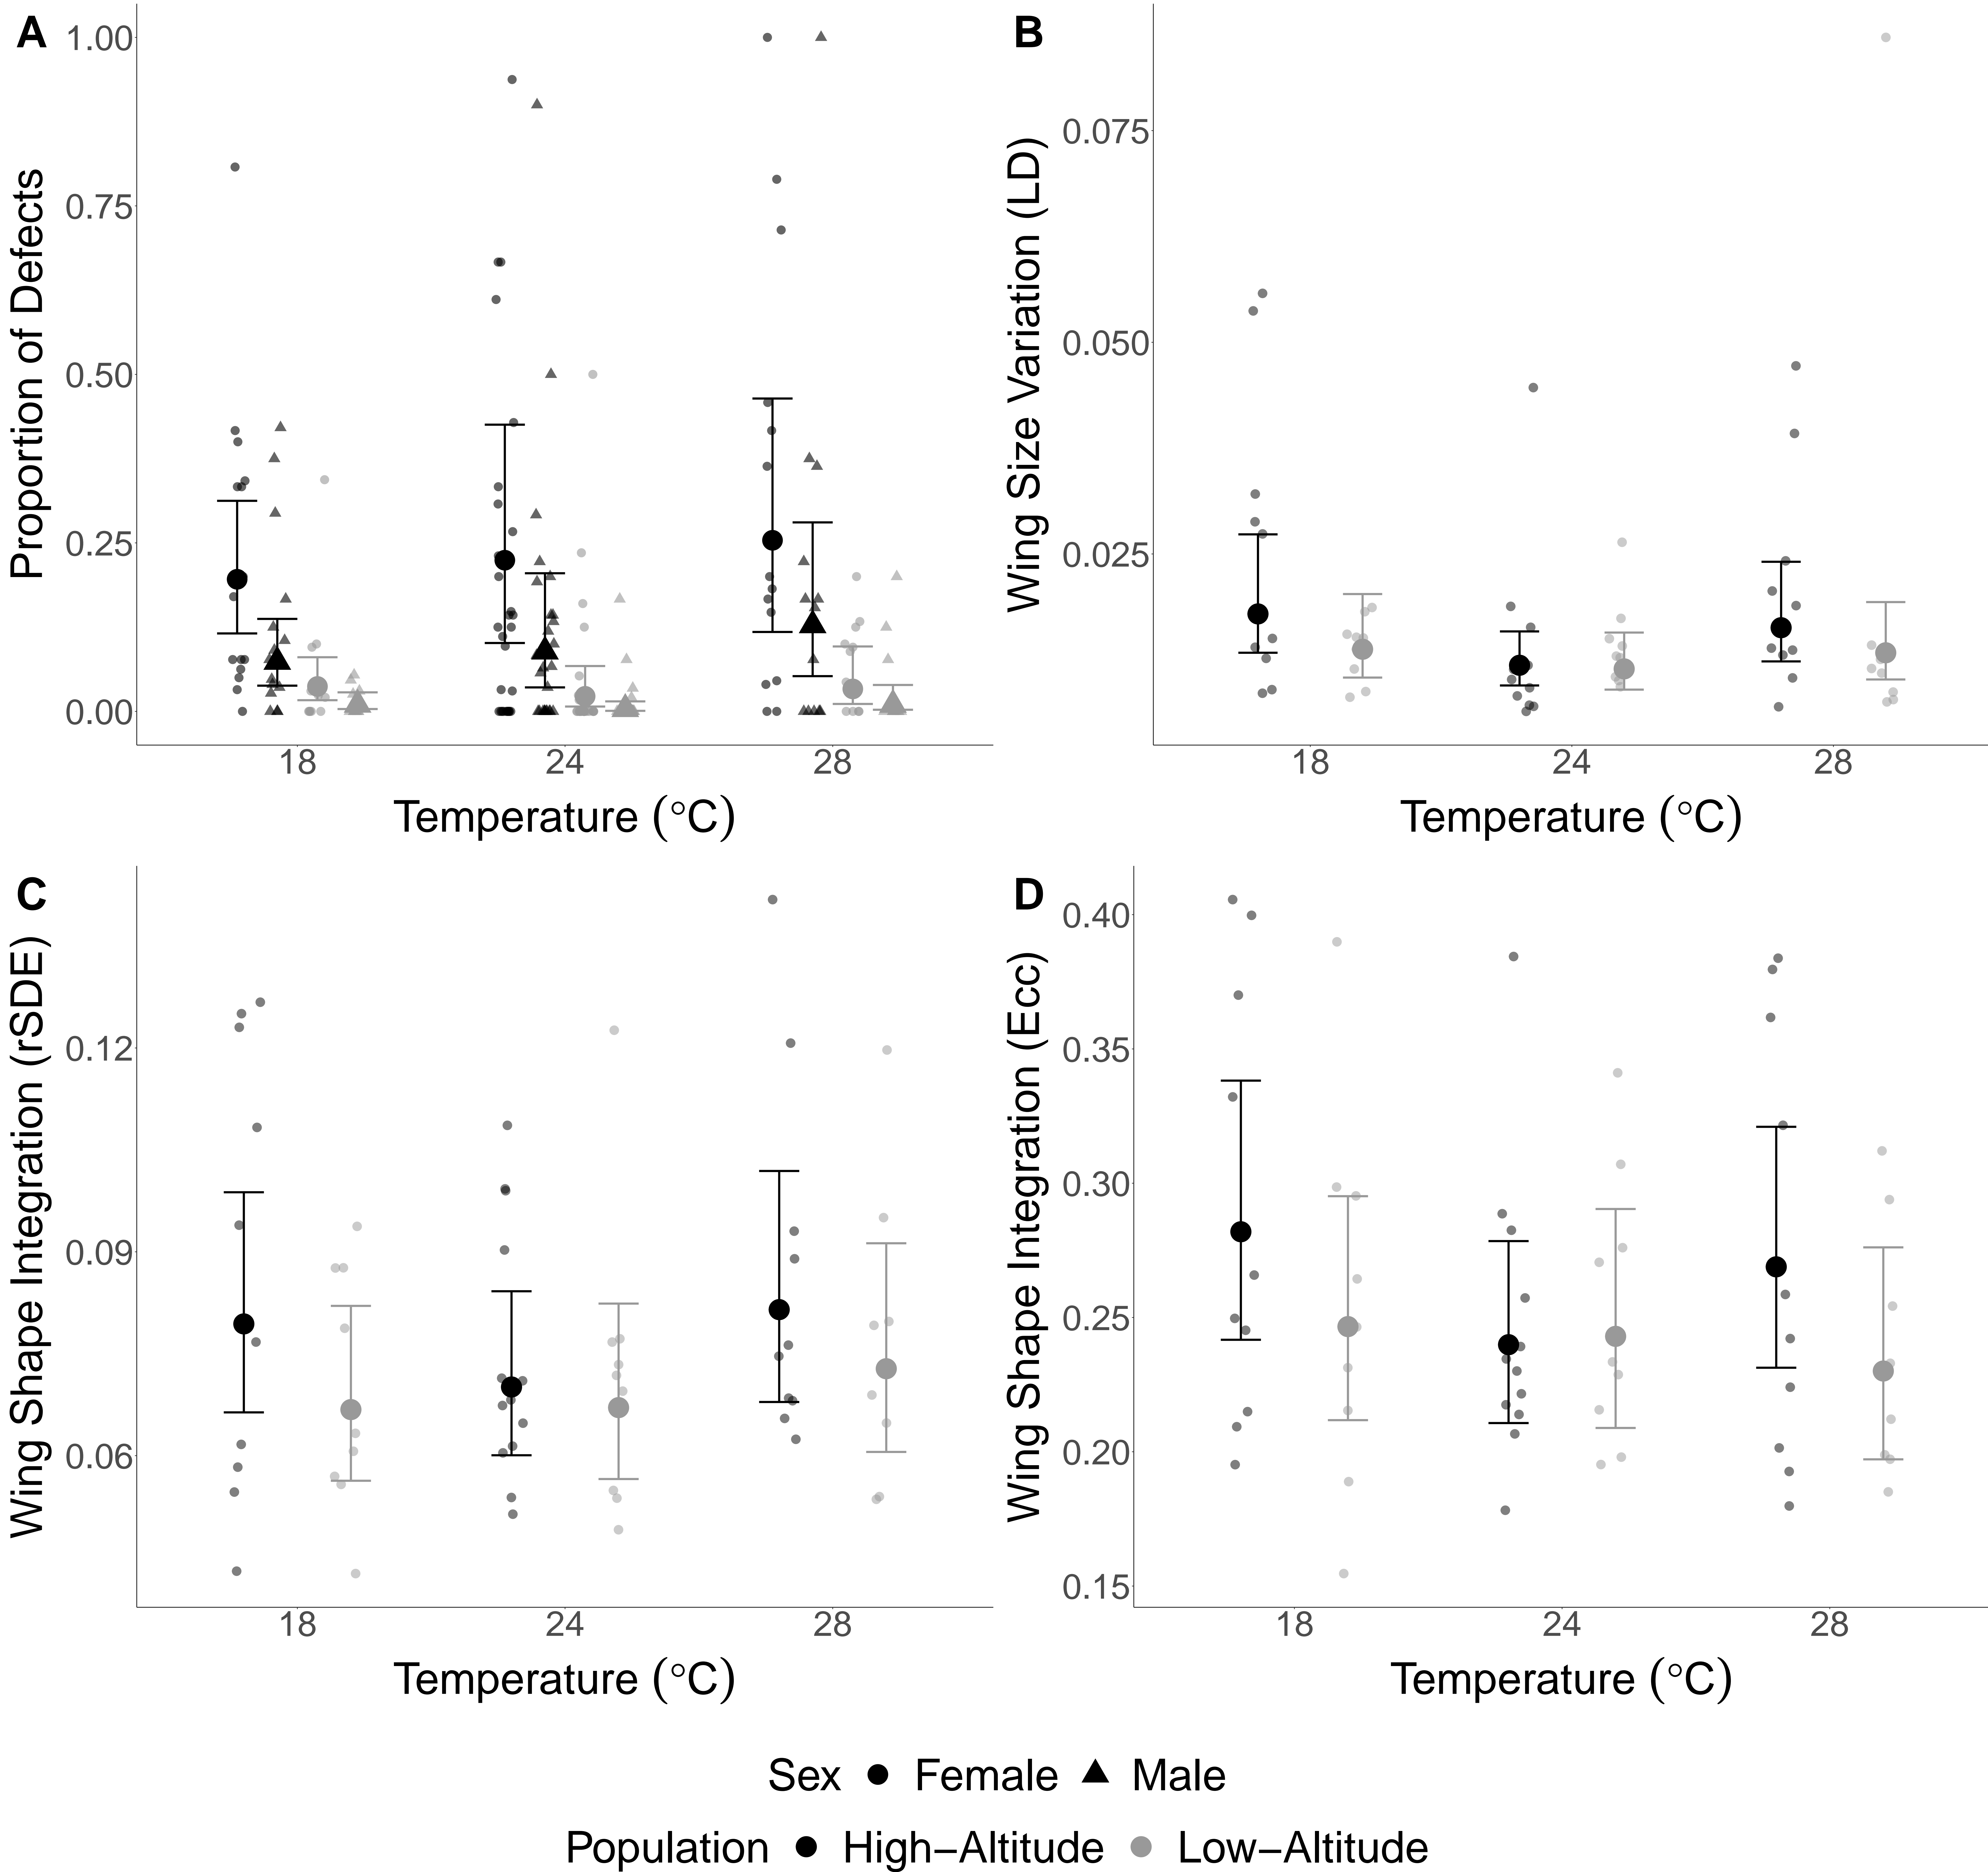 A
Proportion of Defects
1.00
0.75
0.50
0.25
0.00
18 24 28
Temperature (°C)
B
Wing Size Variation (LD)
0.075
0.050
0.025
18 24 28
Temperature (°C)
C
Wing Shape Integration (rSDE)
0.12
0.09
0.06
18 24 28
Temperature (°C)
D
Wing Shape Integration (Ecc)
0.40
0.35
0.30
0.25
0.20
0.15
18 24 28
Temperature (°C)
Sex Female Male
Population High−Altitude Low−Altitude